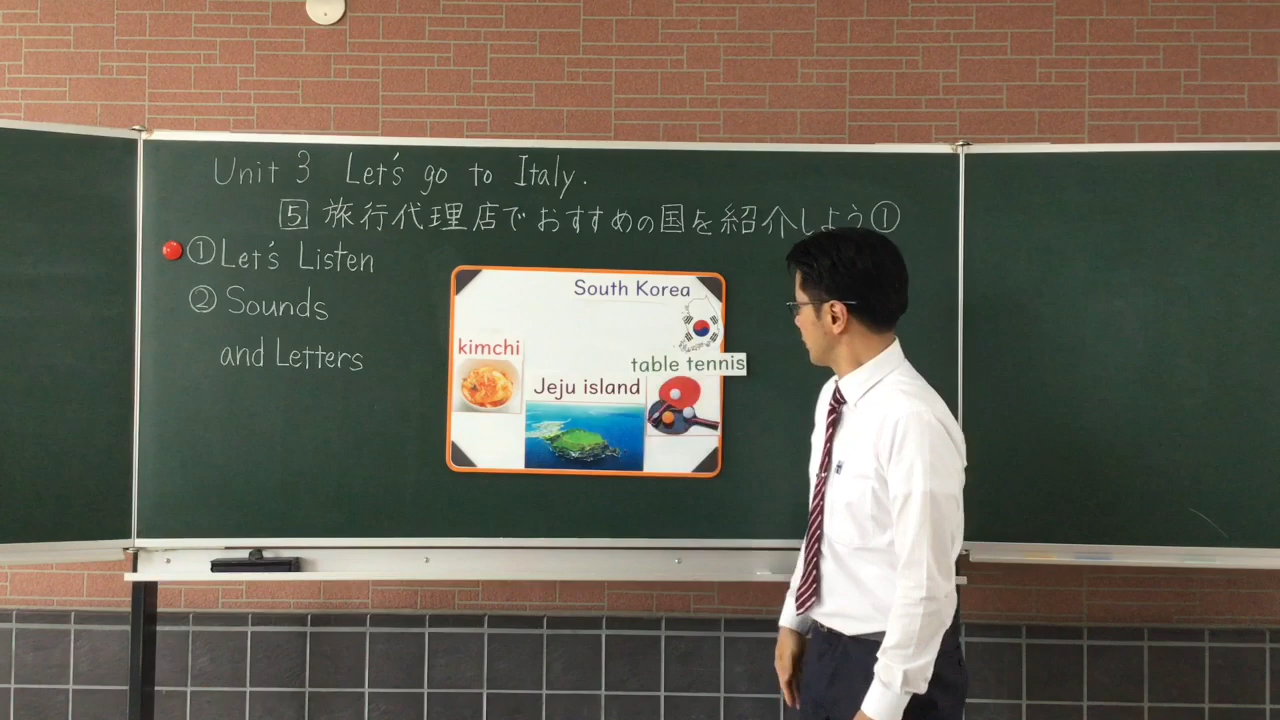 Unit 3 Let's go to Italy.
5 旅行代理店でおすすめの国を紹介しよう①
①Let's Listen
② Sounds
and Letters
South Korea
kimchi
table tennis
Jeju island